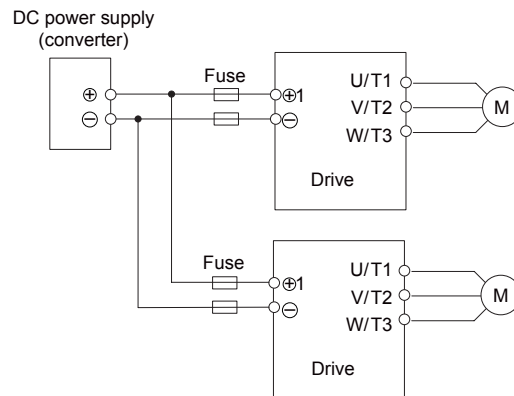 DC power supply
(converter)
⊕
⊖
Fuse
⊕1
⊖
U/T1
V/T2
W/T3
M
Drive
Fuse
⊕1
⊖
U/T1
V/T2
W/T3
M
Drive